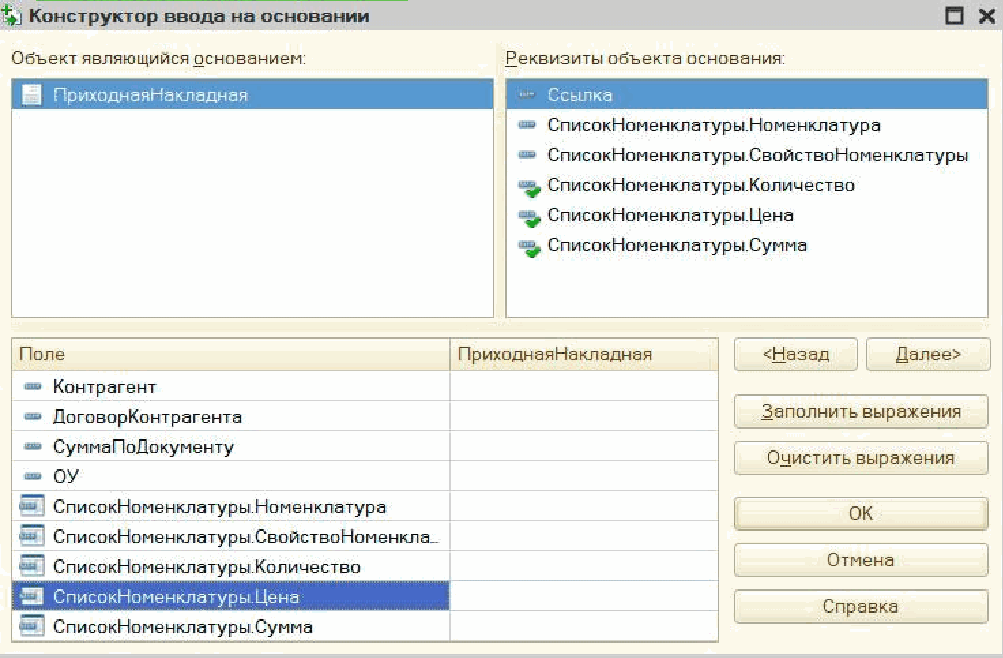 Конструктор ввода на основании
Объект являющийся основанием:
Реквизиты объекта основания:
ПриходнаяНакладная
Ссылка
СписокНоменклатуры.Номенклатура
СписокНоменклатуры.СвойствоНоменклатуры
СписокНоменклатуры.Количество
СписокНоменклатуры.Цена
СписокНоменклатуры.Сумма
Поле
ПриходнаяНакладная
Контрагент
ДоговорКонтрагента
СуммаПоДокументу
ОУ
СписокНоменклатуры.Номенклатура
СписокНоменклатуры.СвойствоНоменкла...
СписокНоменклатуры.Количество
СписокНоменклатуры.Цена
СписокНоменклатуры.Сумма
<Назад
Далее>
Заполнить выражения
Очистить выражения
OK
Отмена
Справка